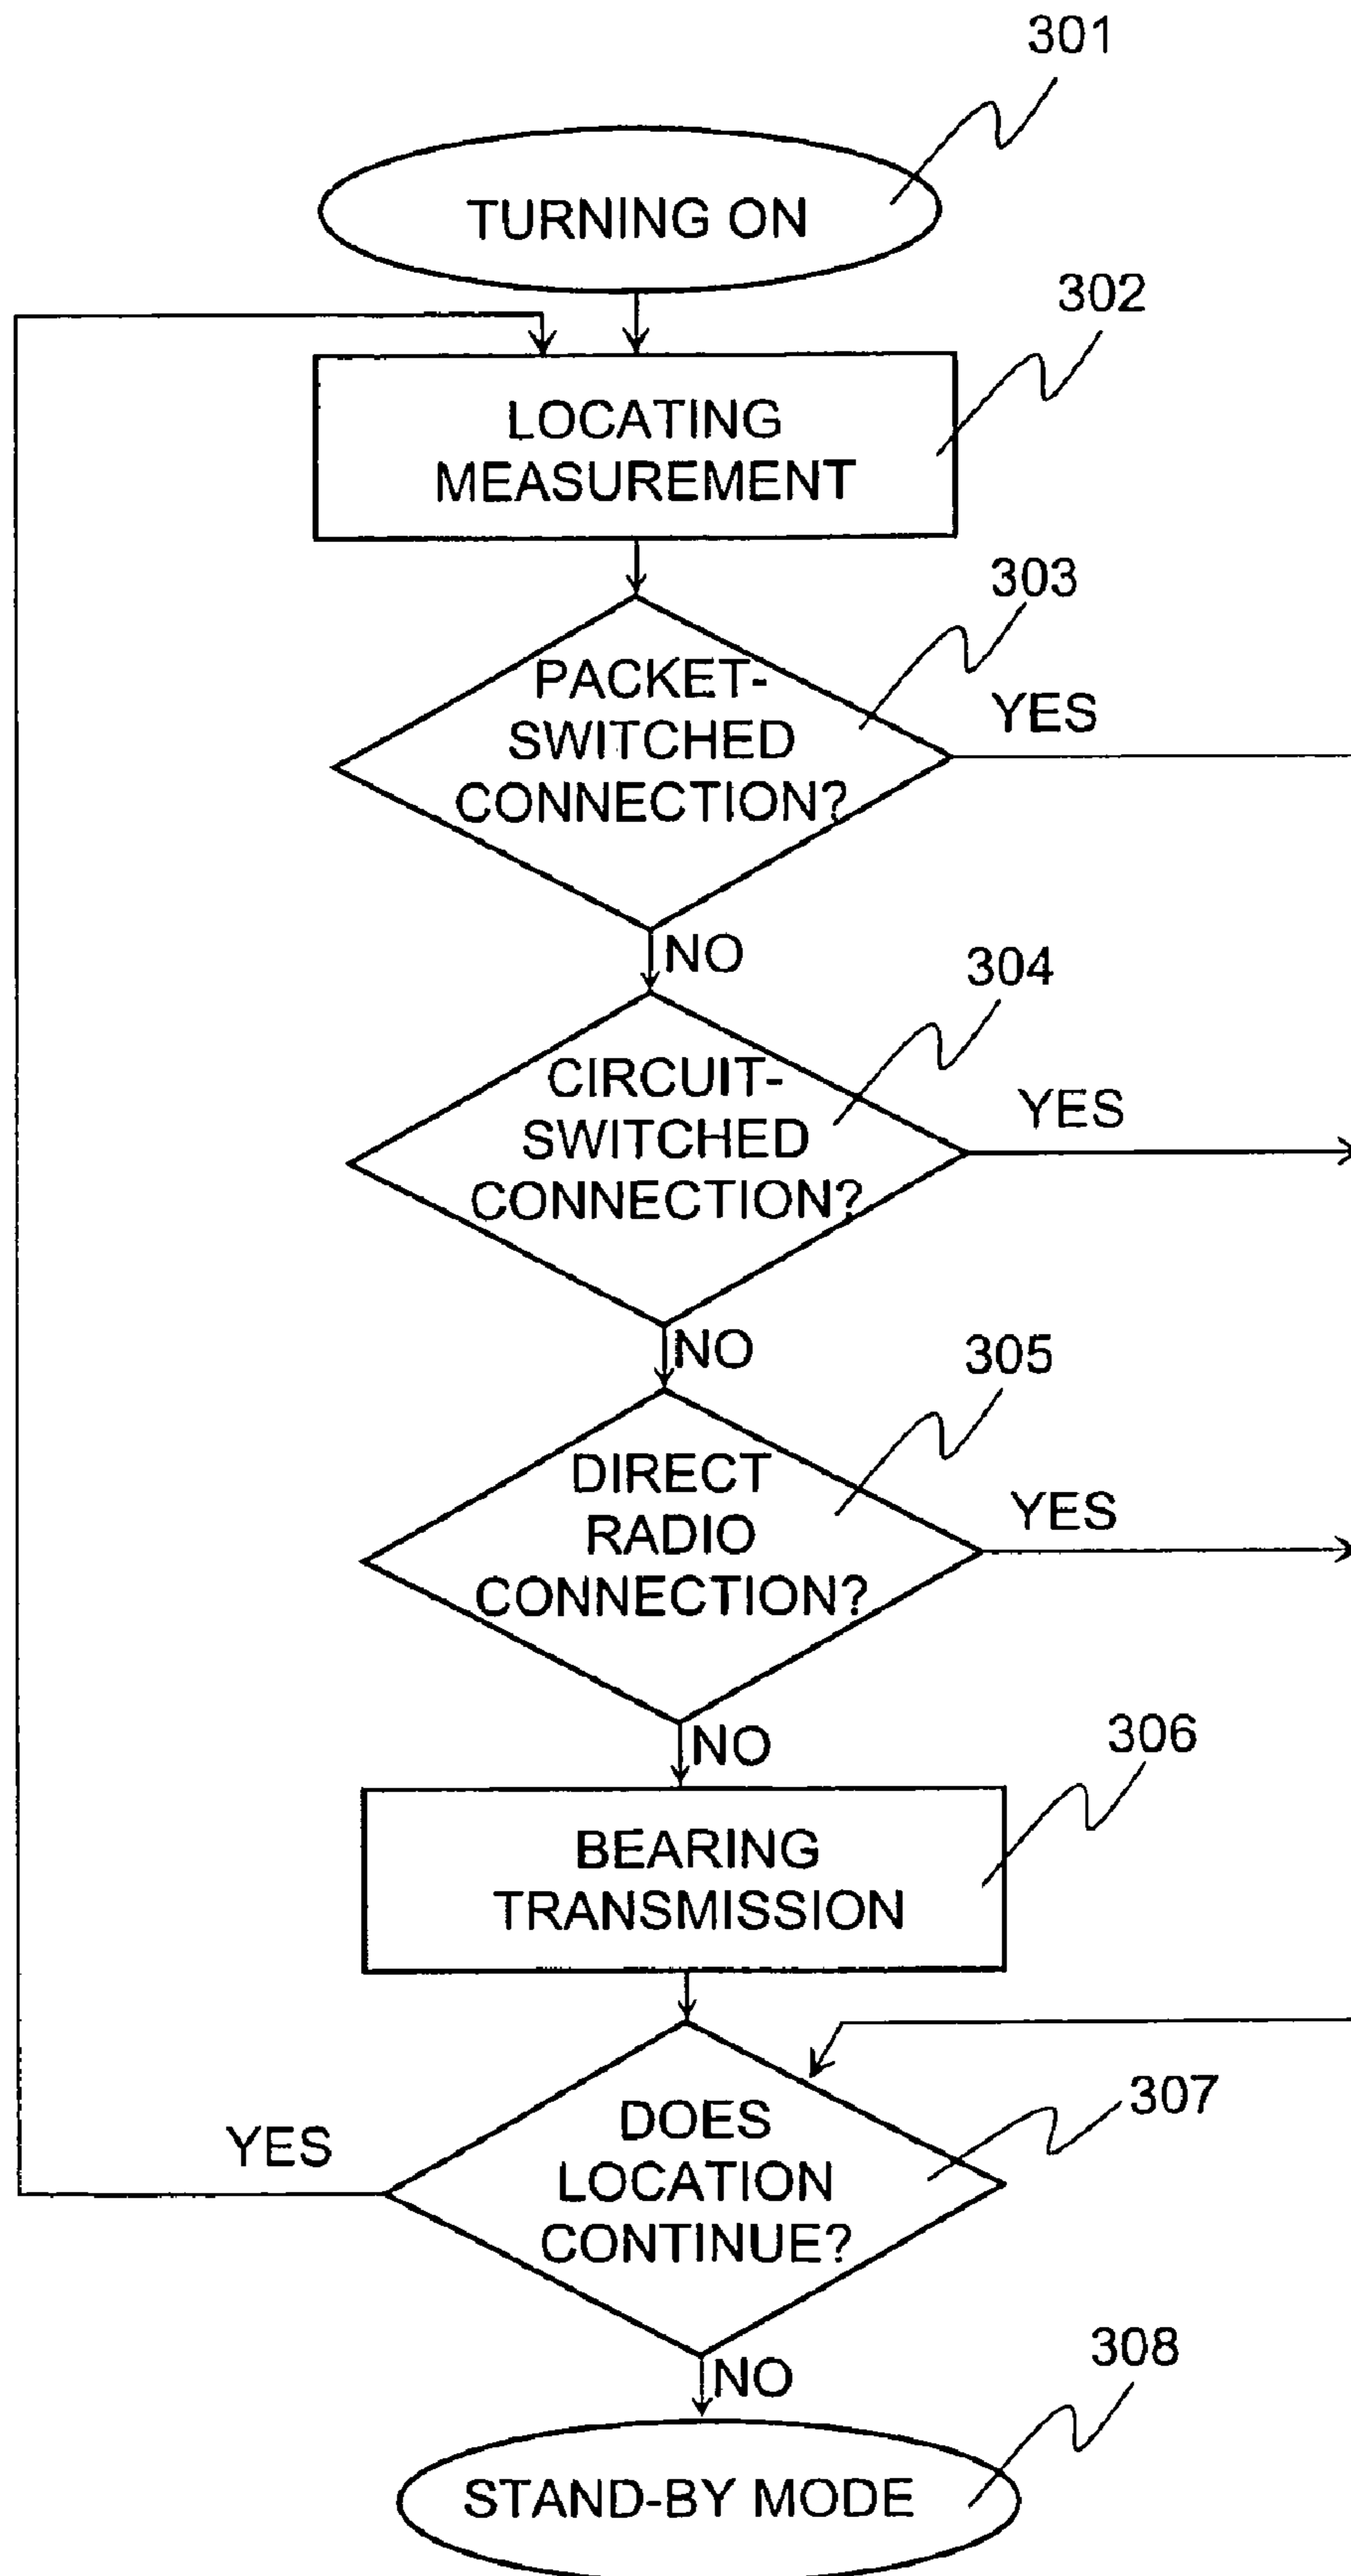 301
TURNING ON
302
LOCATING
MEASUREMENT
303
PACKET-
SWITCHED
CONNECTION?
YES
NO
304
CIRCUIT-
SWITCHED
CONNECTION?
YES
NO
305
DIRECT
RADIO
CONNECTION?
YES
NO
306
BEARING
TRANSMISSION
307
DOES
LOCATION
CONTINUE?
YES
NO
308
STAND-BY MODE